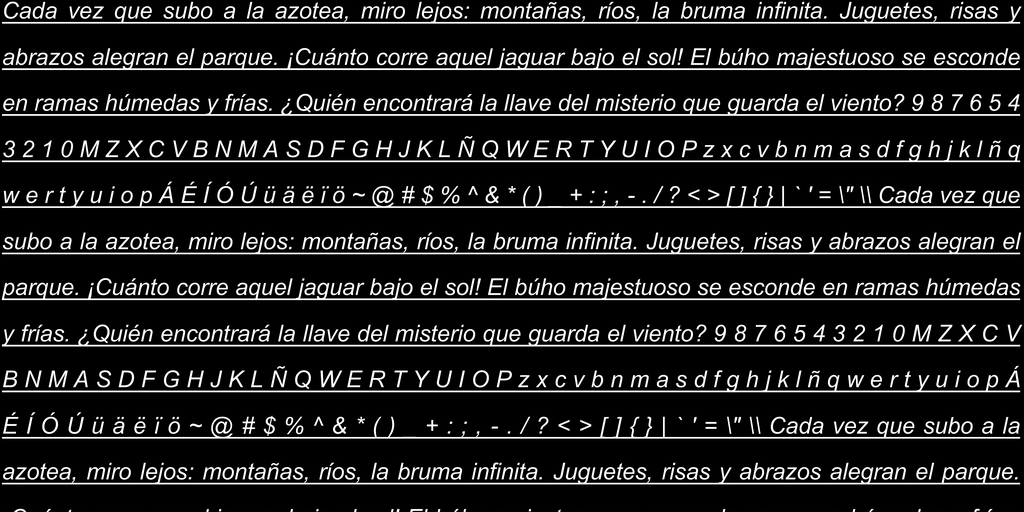 Cada vez que subo a la azotea, miro lejos: montañas, ríos, la bruma infinita. Juguetes, risas y
abrazos alegran el parque. ¡Cuánto corre aquel jaguar bajo el sol! El búho majestuoso se esconde
en ramas húmedas y frías. ¿Quién encontrará la llave del misterio que guarda el viento? 9 8 7 6 5 4
3 2 1 0 M Z X C V B N M A S D F G H J K L Ñ Q W E R T Y U I O P z x c v b n m a s d f g h j k l ñ q
w e r t y u i o p Á É Í Ó Ú ü ä ë ï ö ~ @ # $ % ^ & * ( ) _ + : ; , - . / ? < > [ ] { } | ` ' = \" \\ Cada vez que
subo a la azotea, miro lejos: montañas, ríos, la bruma infinita. Juguetes, risas y abrazos alegran el
parque. ¡Cuánto corre aquel jaguar bajo el sol! El búho majestuoso se esconde en ramas húmedas
y frías. ¿Quién encontrará la llave del misterio que guarda el viento? 9 8 7 6 5 4 3 2 1 0 M Z X C V
B N M A S D F G H J K L Ñ Q W E R T Y U I O P z x c v b n m a s d f g h j k l ñ q w e r t y u i o p Á
É Í Ó Ú ü ä ë ï ö ~ @ # $ % ^ & * ( ) _ + : ; , - . / ? < > [ ] { } | ` ' = \" \\ Cada vez que subo a la
azotea, miro lejos: montañas, ríos, la bruma infinita. Juguetes, risas y abrazos alegran el parque.